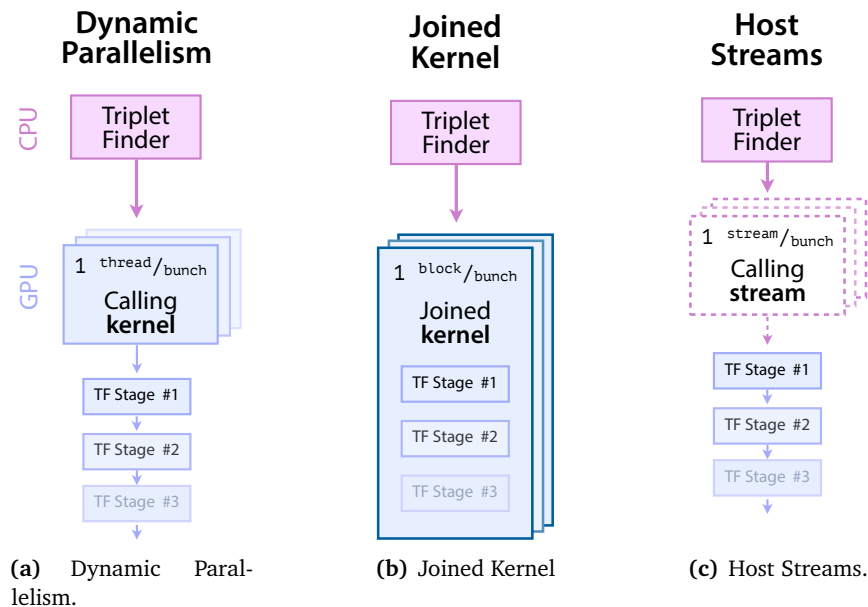 Dynamic
Parallelism
CPU
Triplet
Finder
GPU
1 thread/bunch
Calling
kernel
TF Stage #1
TF Stage #2
TF Stage #3
(a) Dynamic Paral-
lelism.
Joined
Kernel
Triplet
Finder
1 block/bunch
Joined
kernel
TF Stage #1
TF Stage #2
TF Stage #3
(b) Joined Kernel
Host
Streams
Triplet
Finder
1 stream/bunch
Calling
stream
TF Stage #1
TF Stage #2
TF Stage #3
(c) Host Streams.